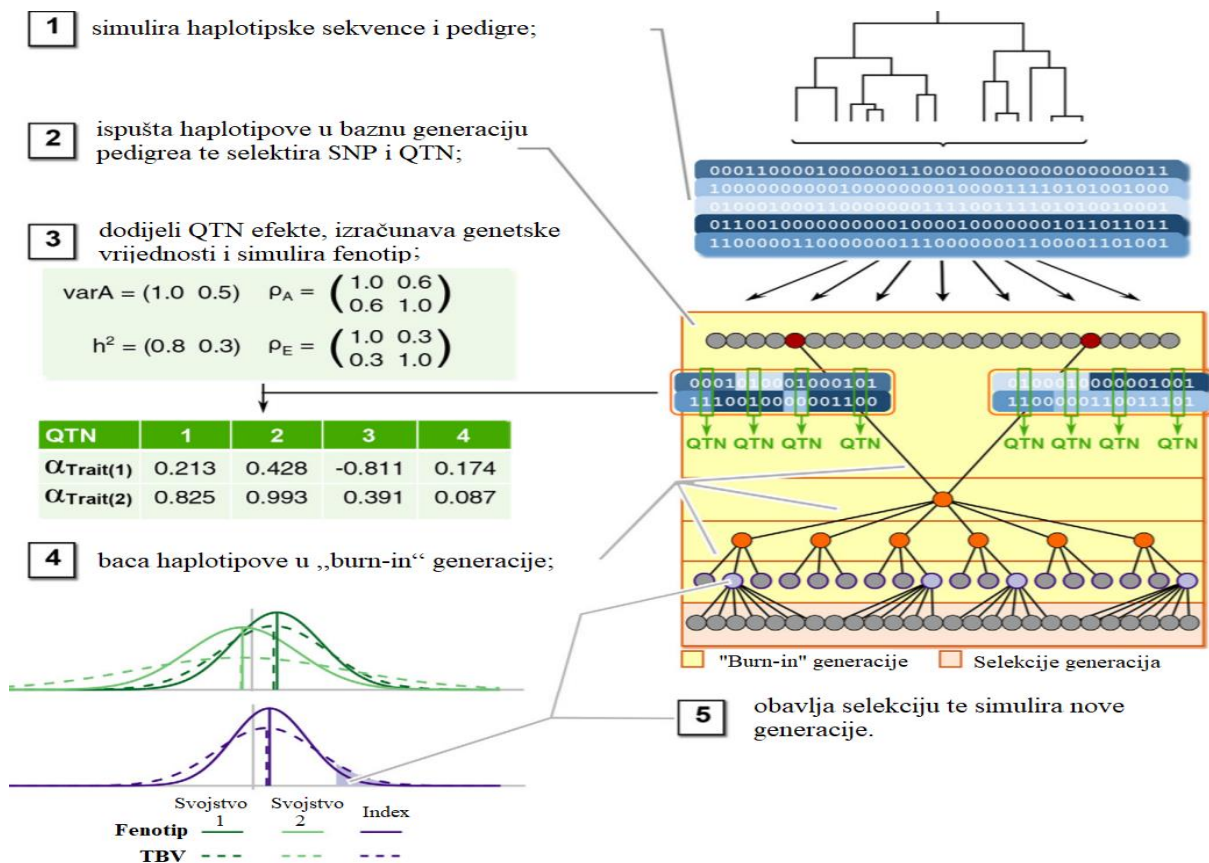 1 simulira haplotipske sekvence i pedigre;
2 ispušta haplotipove u baznu generaciju
pedigrea te selektira SNP i QTN;
3 dodijeli QTN efekte, izračunava genetske
vrijednosti i simulira fenotip;
varA = (1.0 0.5) ρA = (1.0 0.6
0.6 1.0)
h² = (0.8 0.3) ρE = (1.0 0.3
0.3 1.0)
QTN 1 2 3 4
αTrait(1) 0.213 0.428 -0.811 0.174
αTrait(2) 0.825 0.993 0.391 0.087
4 baca haplotipove u ,,burn-in“ generacije;
Svojstvo 1 Svojstvo 2 Index
Fenotip
TBV
0001010001000101
1110010000001100
0100010000001001
1100000110011101
QTN QTN QTN QTN
QTN QTN QTN QTN
"Burn-in" generacije Selekcije generacija
5 obavlja selekciju te simulira nove
generacije.